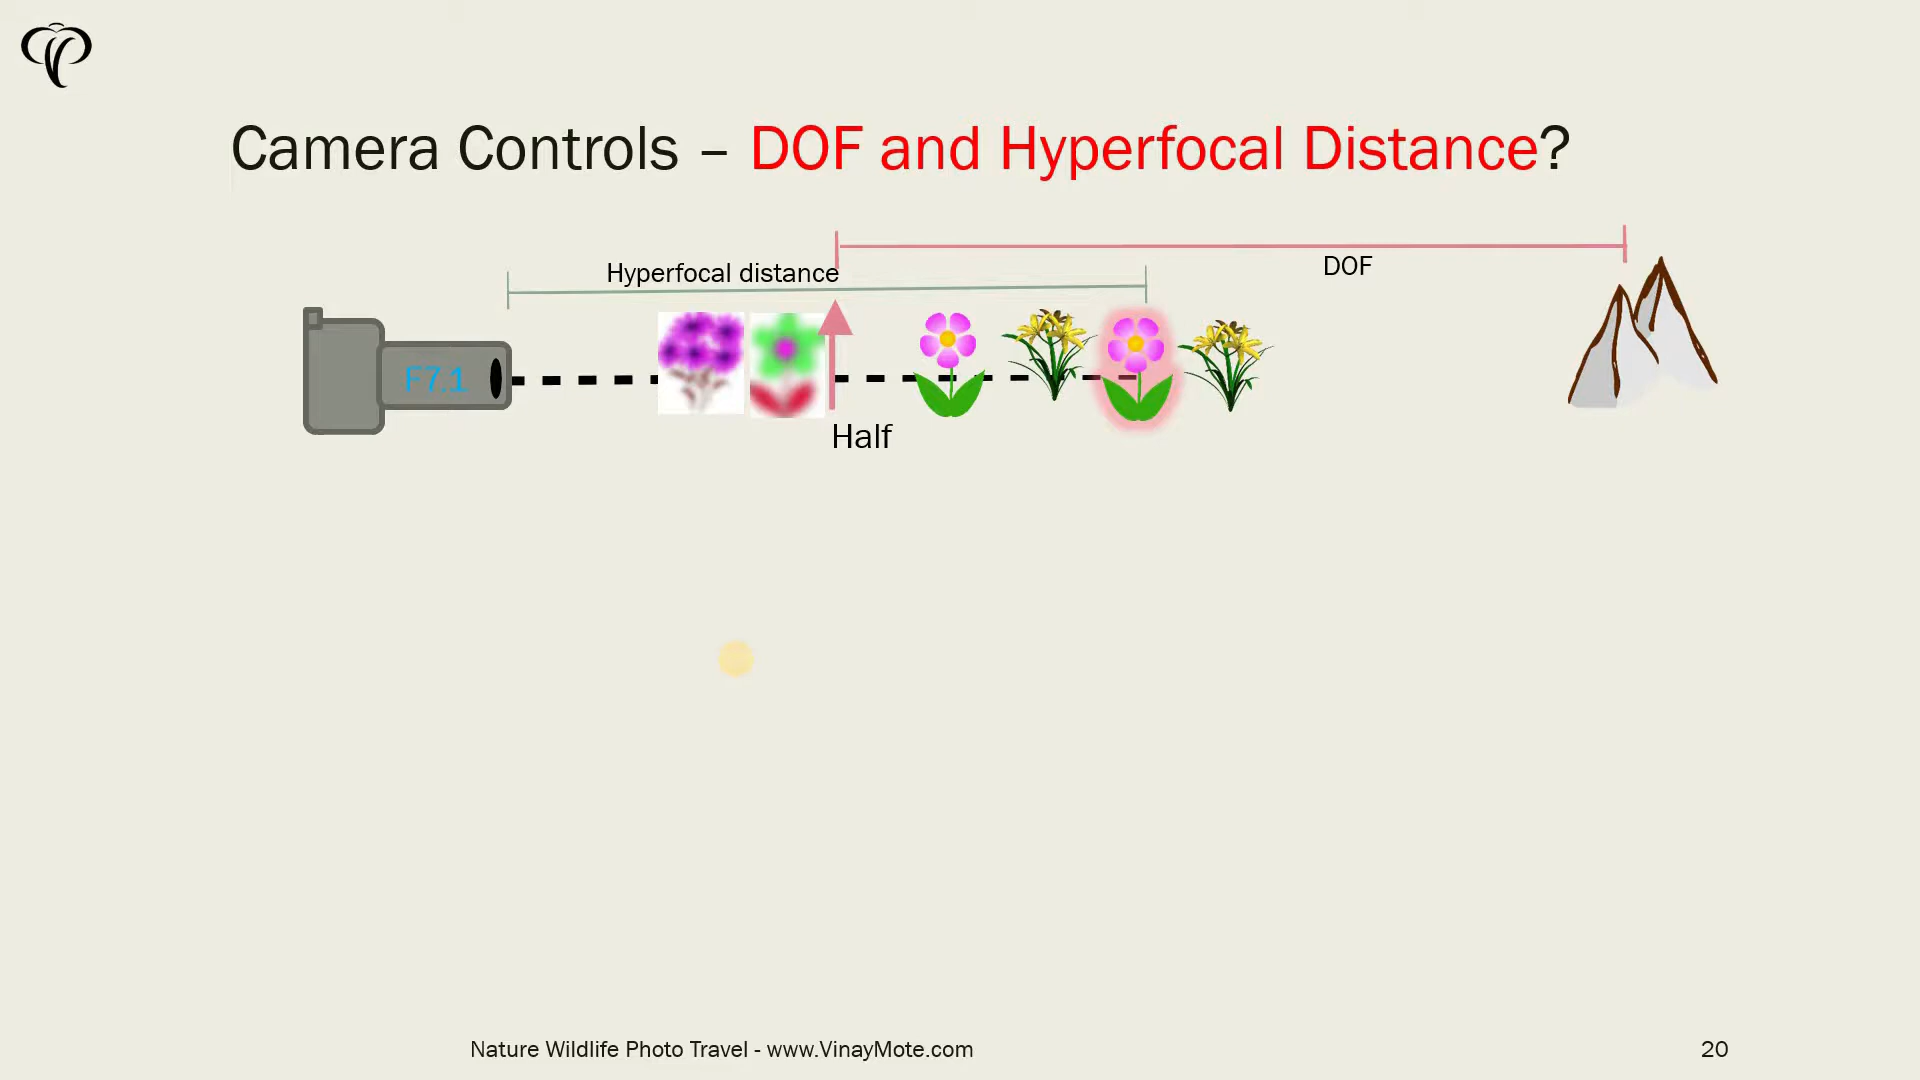 Camera Controls – DOF and Hyperfocal Distance?
Hyperfocal distance
DOF
F7.1
Half
Nature Wildlife Photo Travel - www.VinayMote.com
20